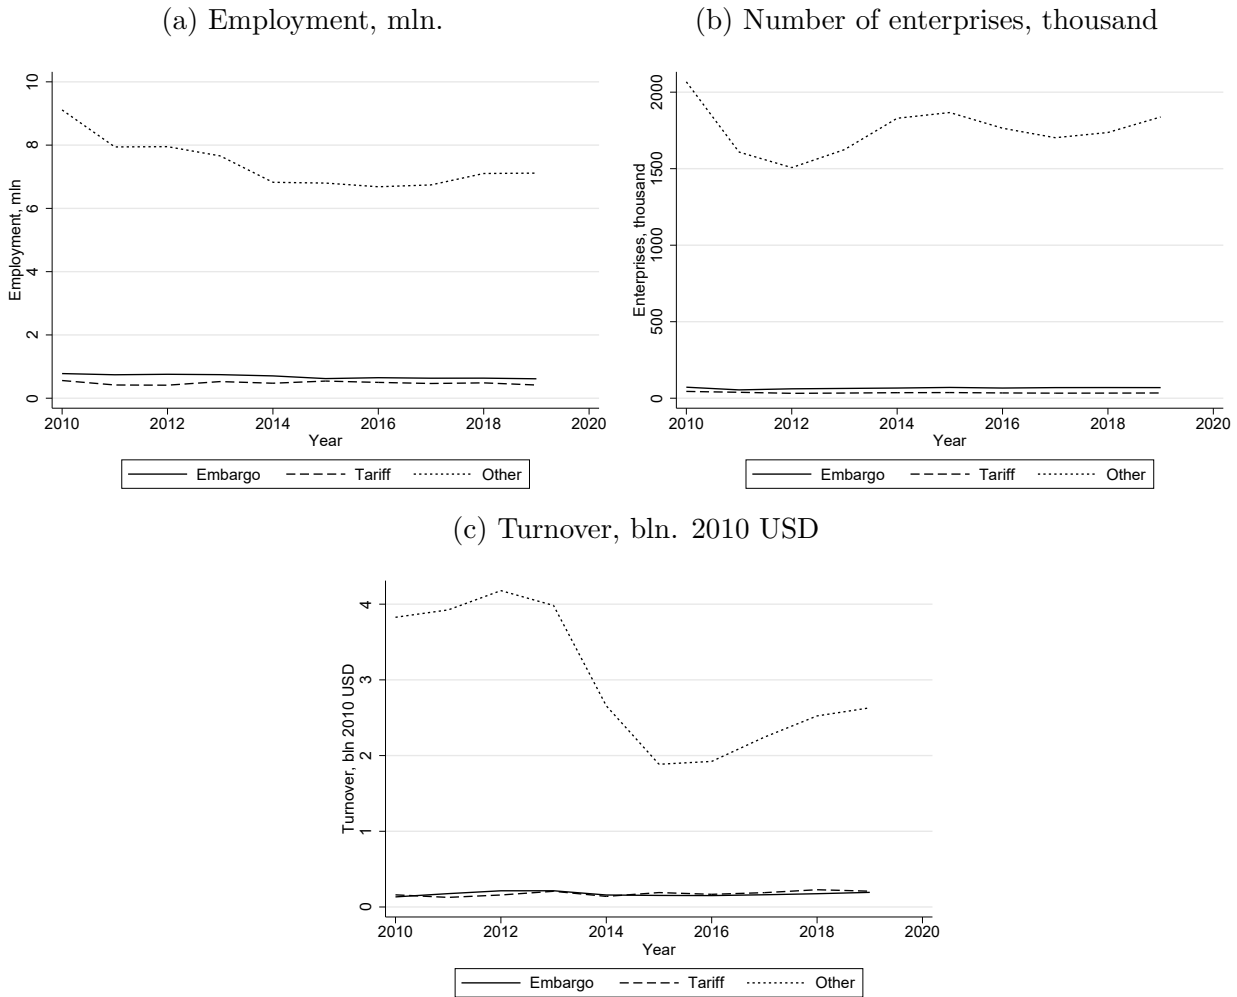 (a) Employment, mln.
Employment, mln
10
8
6
4
2
0
2010 2012 2014 2016 2018 2020
Year
Embargo Tariff Other
(b) Number of enterprises, thousand
Enterprises, thousand
2000
1500
1000
500
0
2010 2012 2014 2016 2018 2020
Year
Embargo Tariff Other
(c) Turnover, bln. 2010 USD
Turnover, bln 2010 USD
4
3
2
1
0
2010 2012 2014 2016 2018 2020
Year
Embargo Tariff Other